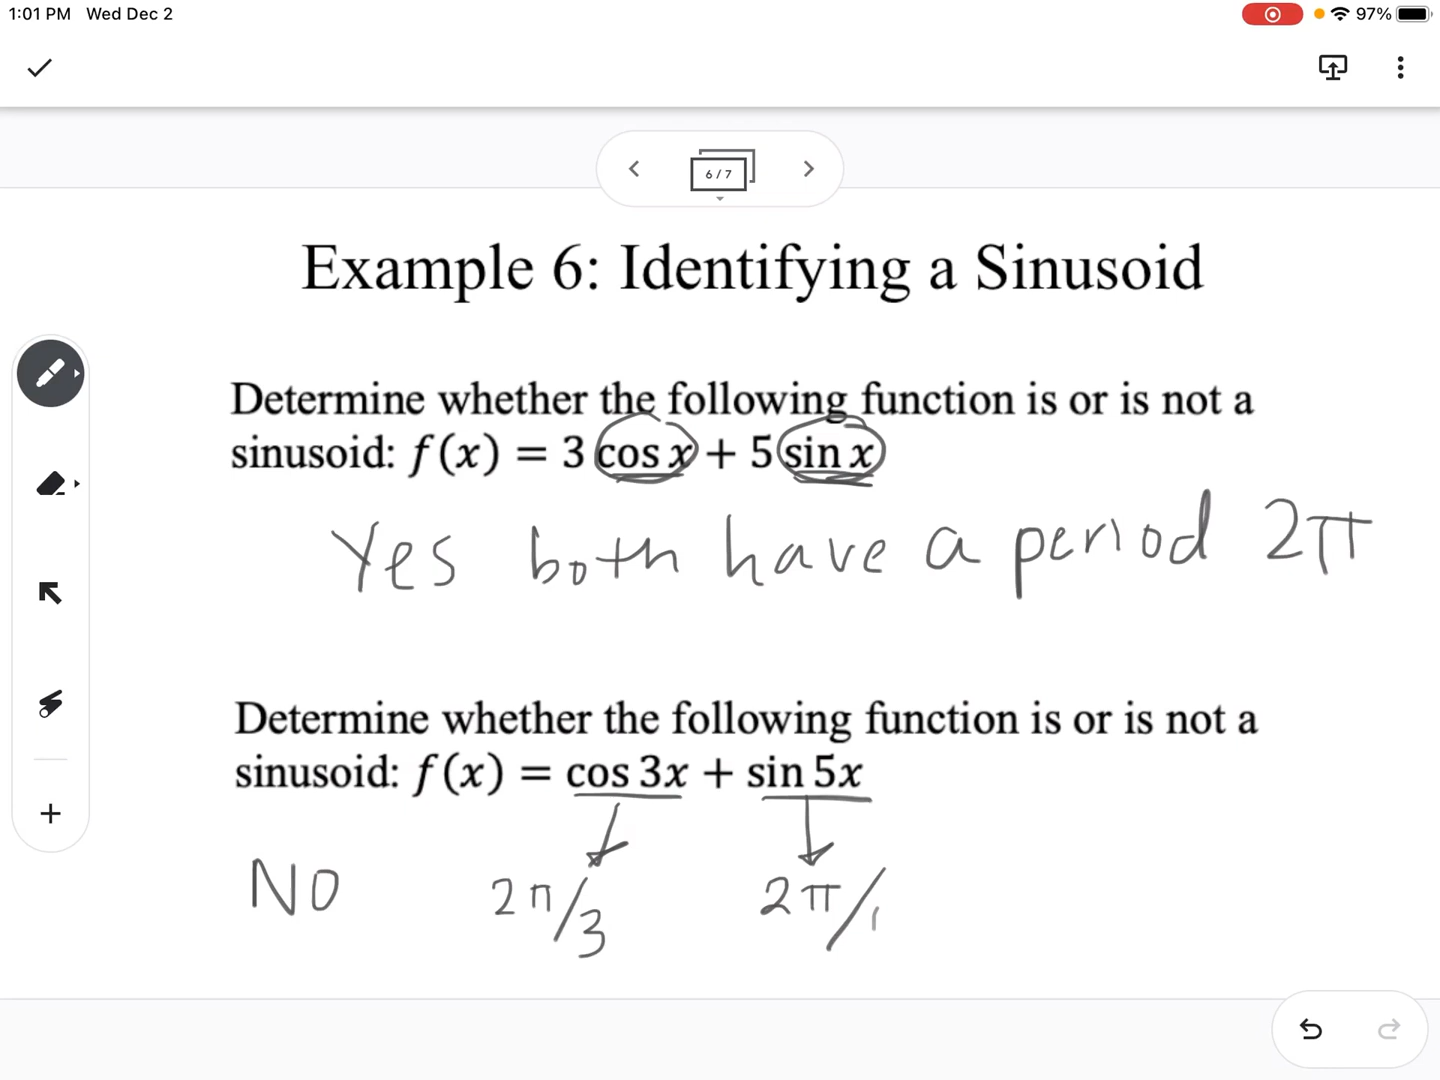 1:01 PM Wed Dec 2
97%
6 / 7
Example 6: Identifying a Sinusoid
Determine whether the following function is or is not a
sinusoid: f(x) = 3 cos x + 5 sin x
Yes both have a period 2π
Determine whether the following function is or is not a
sinusoid: f(x) = cos 3x + sin 5x
NO 2π/3 2π/